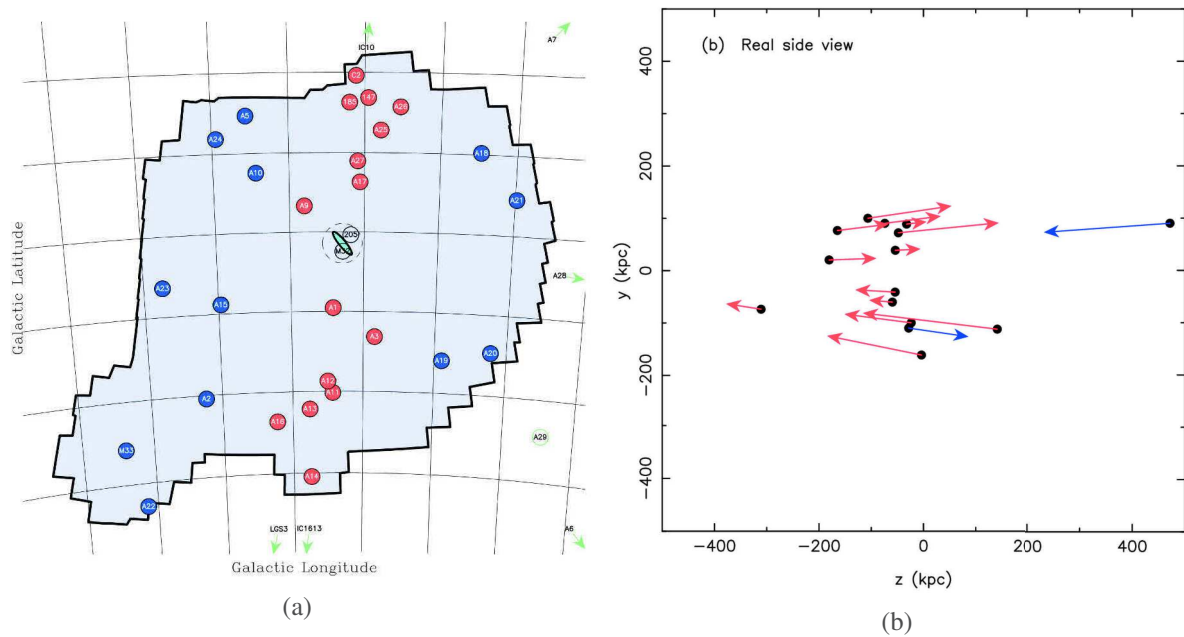 IC10
A7
C2
185
147
A26
A5
A25
A24
A18
A27
A10
A17
A21
A9
205
M32
A28
A23
A15
A1
A3
A20
A19
A12
A11
A2
A13
A16
A29
M33
A14
A22
LGS3
IC1613
A6
Galactic Latitude
Galactic Longitude
(a)
(b) Real side view
400
200
0
−200
−400
y (kpc)
−400
−200
0
200
400
z (kpc)
(b)